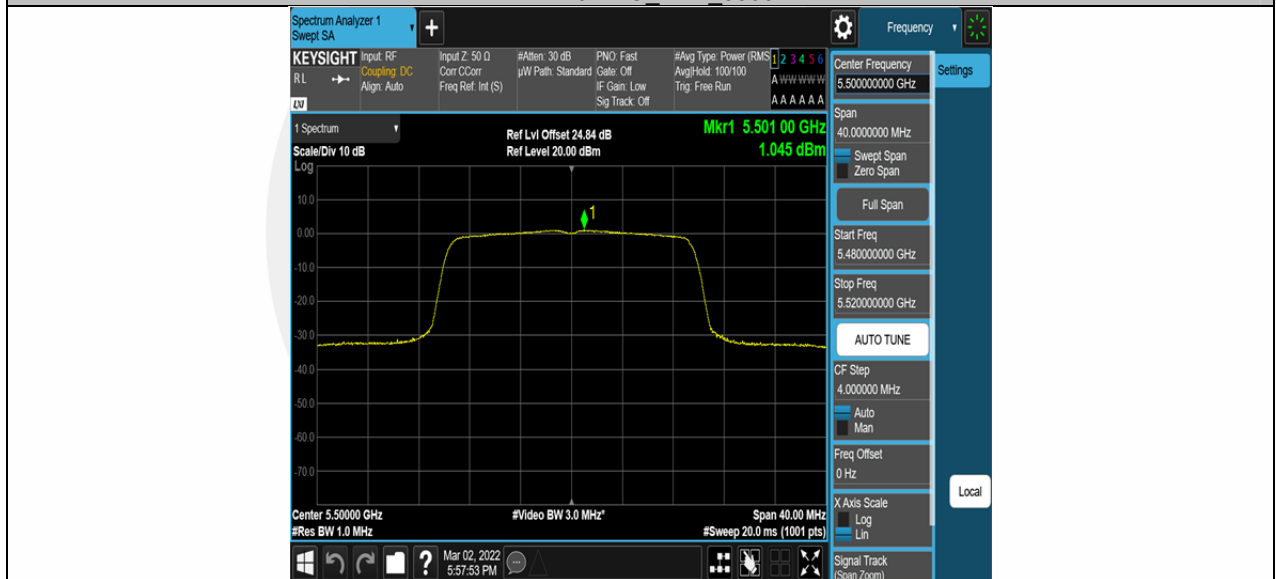 Spectrum Analyzer 1
Swept SA
Frequency
KEYSIGHT
RL
LXI
Input: RF
Coupling: DC
Align: Auto
Input Z: 50 Ω
Corr CCorr
Freq Ref: Int (S)
#Atten: 30 dB
µW Path: Standard
PNO: Fast
Gate: Off
IF Gain: Low
Sig Track: Off
#Avg Type: Power (RMS
Avg|Hold: 100/100
Trig: Free Run
1 2 3 4 5 6
A W W W W W
A A A A A A
1 Spectrum
Scale/Div 10 dB
Ref Lvl Offset 24.84 dB
Ref Level 20.00 dBm
Mkr1 5.501 00 GHz
1.045 dBm
Log
10.0
0.00
-10.0
-20.0
-30.0
-40.0
-50.0
-60.0
-70.0
1
Center 5.50000 GHz
#Res BW 1.0 MHz
#Video BW 3.0 MHz*
Span 40.00 MHz
#Sweep 20.0 ms (1001 pts)
?
Mar 02, 2022
5:57:53 PM
Center Frequency
5.500000000 GHz
Span
40.0000000 MHz
Swept Span
Zero Span
Full Span
Start Freq
5.480000000 GHz
Stop Freq
5.520000000 GHz
AUTO TUNE
CF Step
4.000000 MHz
Auto
Man
Freq Offset
0 Hz
X Axis Scale
Log
Lin
Signal Track
(Span Zoom)
Settings
Local